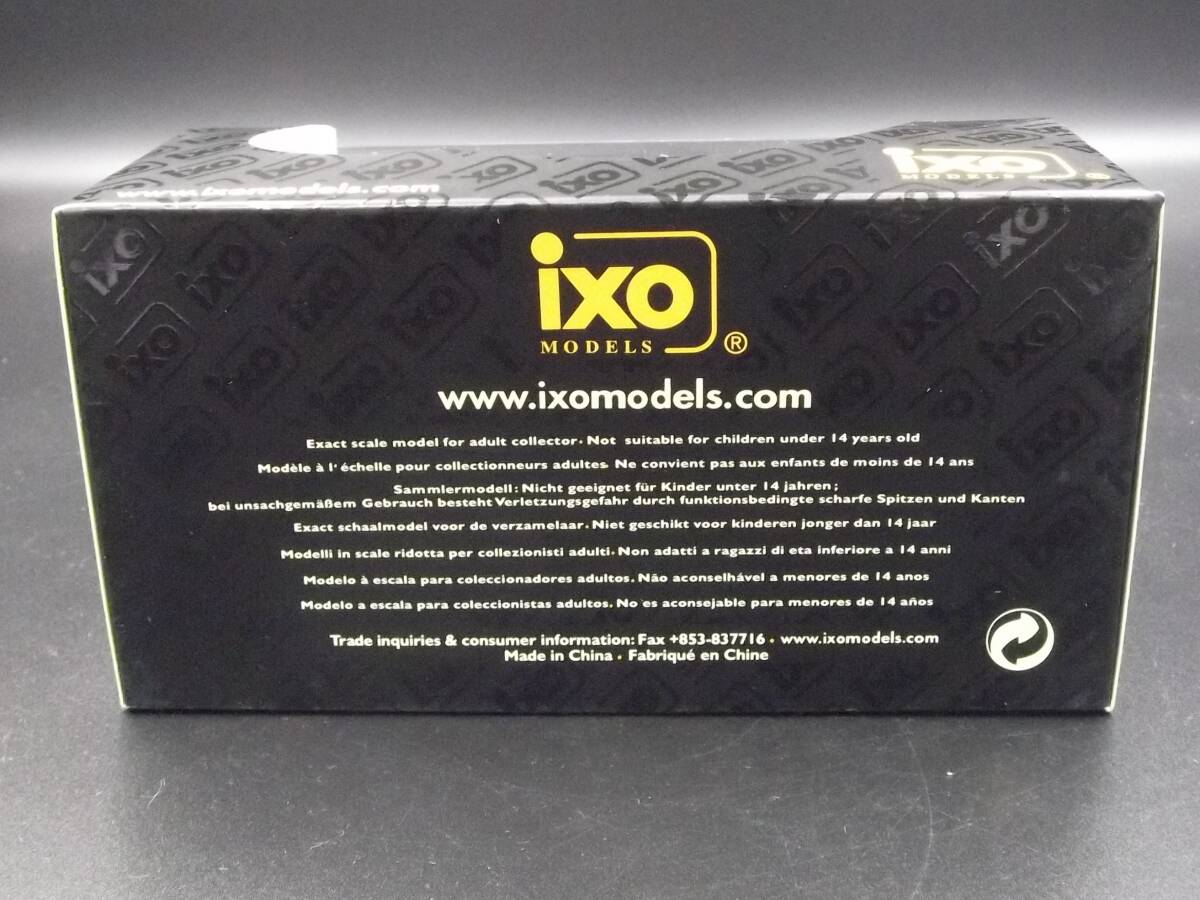 www.ixomodels.com
ixo
MODELS ®
ixo
MODELS ®
www.ixomodels.com
Exact scale model for adult collector. Not suitable for children under 14 years old
Modèle à l'échelle pour collectionneurs adultes. Ne convient pas aux enfants de moins de 14 ans
Sammlermodell: Nicht geeignet für Kinder unter 14 jahren;
bei unsachgemäßem Gebrauch besteht Verletzungsgefahr durch funktionsbedingte scharfe Spitzen und Kanten
Exact schaalmodel voor de verzamelaar. Niet geschikt voor kinderen jonger dan 14 jaar
Modelli in scale ridotta per collezionisti adulti. Non adatti a ragazzi di eta inferiore a 14 anni
Modelo à escala para coleccionadores adultos. Não aconselhável a menores de 14 anos
Modelo a escala para coleccionistas adultos. No es aconsejable para menores de 14 años
Trade inquiries & consumer information: Fax +853-837716 • www.ixomodels.com
Made in China • Fabriqué en Chine